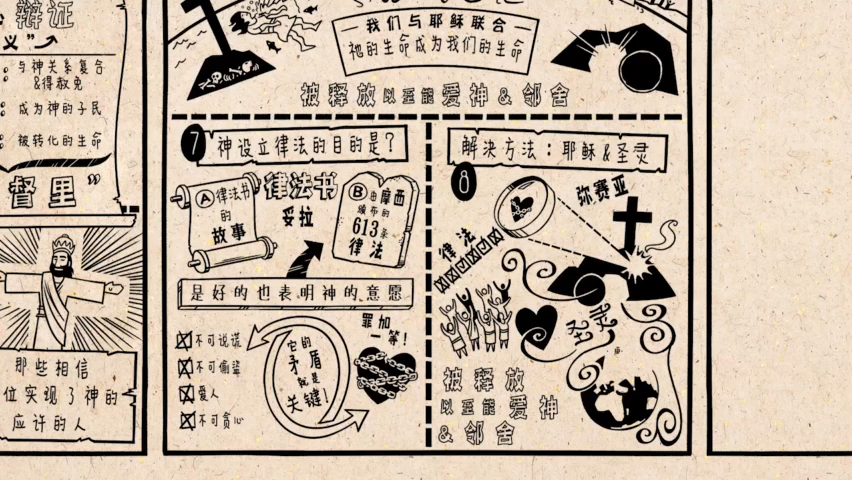 辩证
义”
与神关系复合
&得赦免
成为神的子民
被转化的生命
督里”
那些相信
位实现了神的
应许的人
我们与耶稣联合
祂的生命成为我们的生命
被释放以至能爱神&邻舍
7 神设立律法的目的是?
A 律法书
的
故事
律法书
妥拉
B 由摩西
颁布的
613条
律法
是好的也表明神的意愿
不可说谎
不可偷盗
爱人
不可贪心
它的
矛盾
就是
关键!
罪加
一等!
8
解决方法:耶稣&圣灵
弥赛亚
律法
被释放
以至能爱神
&邻舍